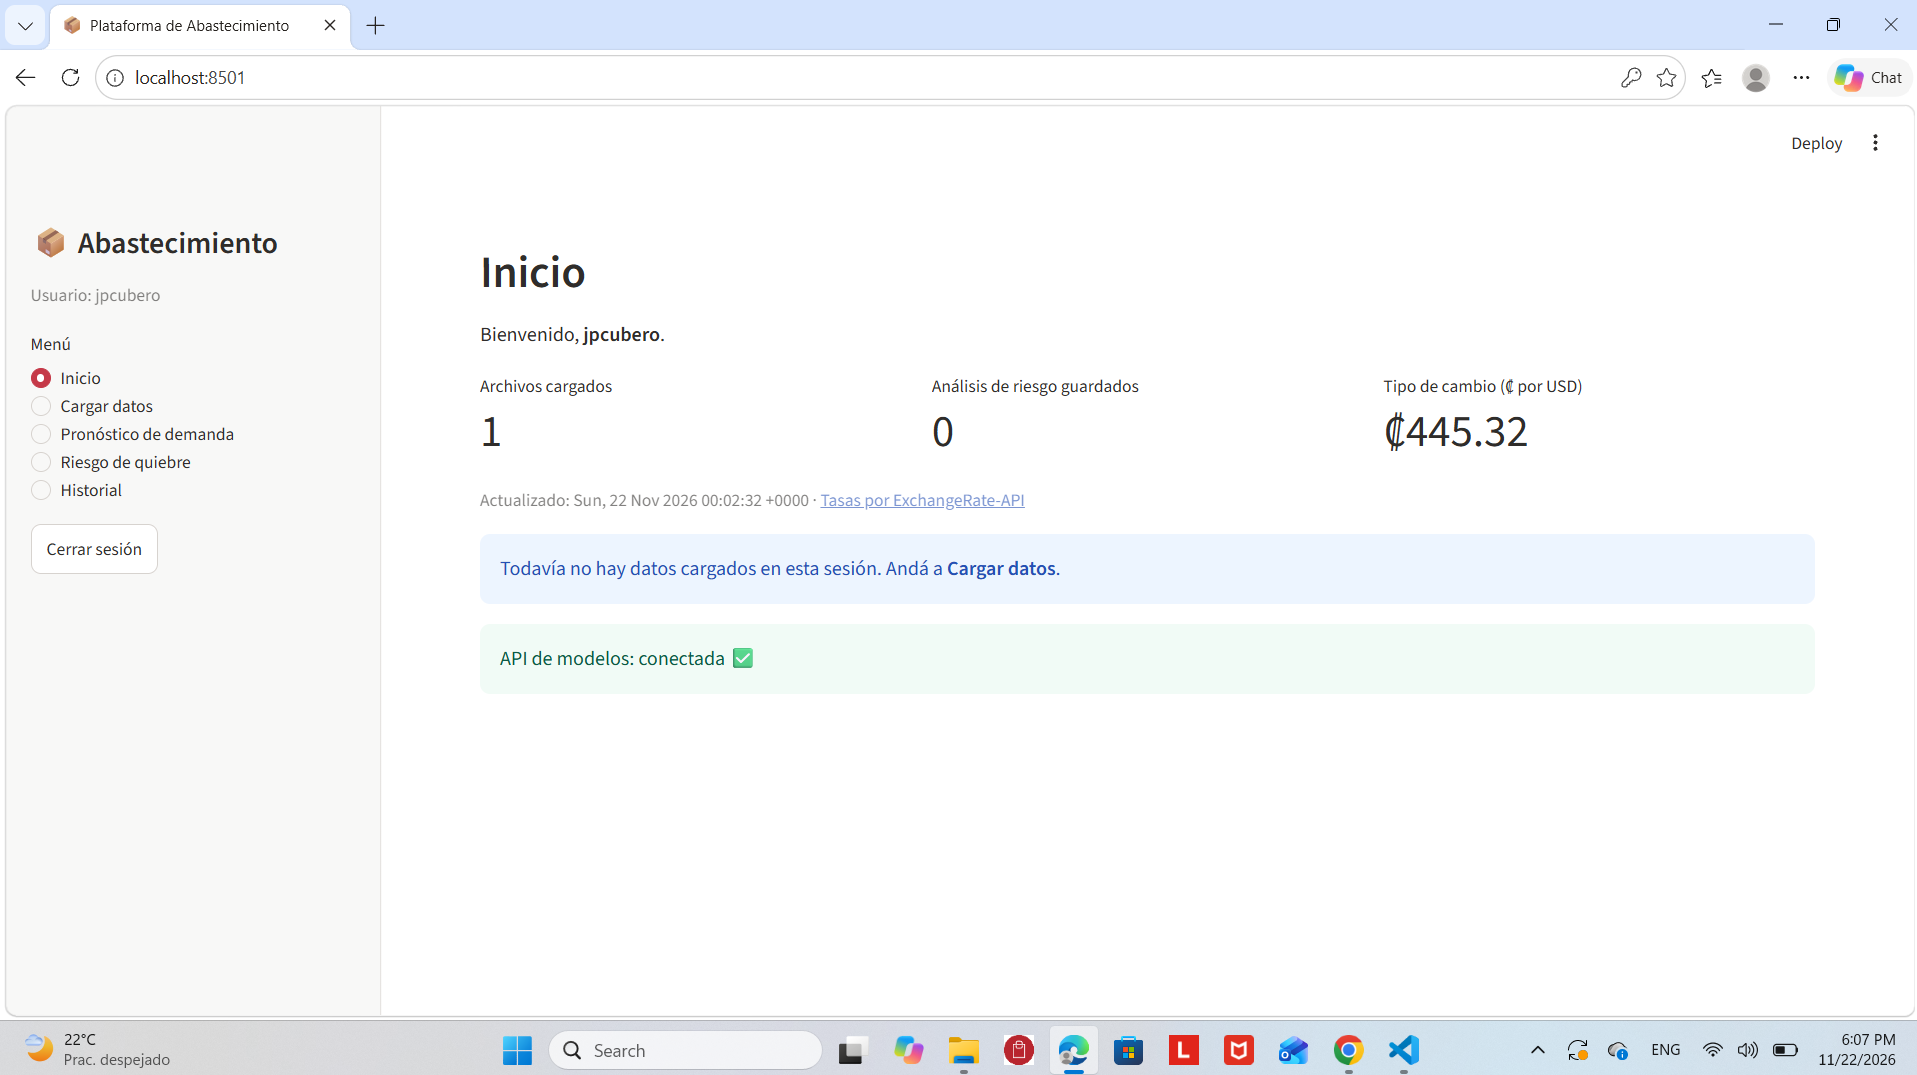 Plataforma de Abastecimiento
localhost:8501
Chat
Deploy
📦 Abastecimiento
Usuario: jpcubero
Menú
Inicio
Cargar datos
Pronóstico de demanda
Riesgo de quiebre
Historial
Cerrar sesión
Inicio
Bienvenido, jpcubero.
Archivos cargados
1
Análisis de riesgo guardados
0
Tipo de cambio (₡ por USD)
₡445.32
Actualizado: Sun, 22 Nov 2026 00:02:32 +0000 · Tasas por ExchangeRate-API
Todavía no hay datos cargados en esta sesión. Andá a Cargar datos.
API de modelos: conectada ✅
22°C
Prac. despejado
Search
L
ENG
6:07 PM
11/22/2026